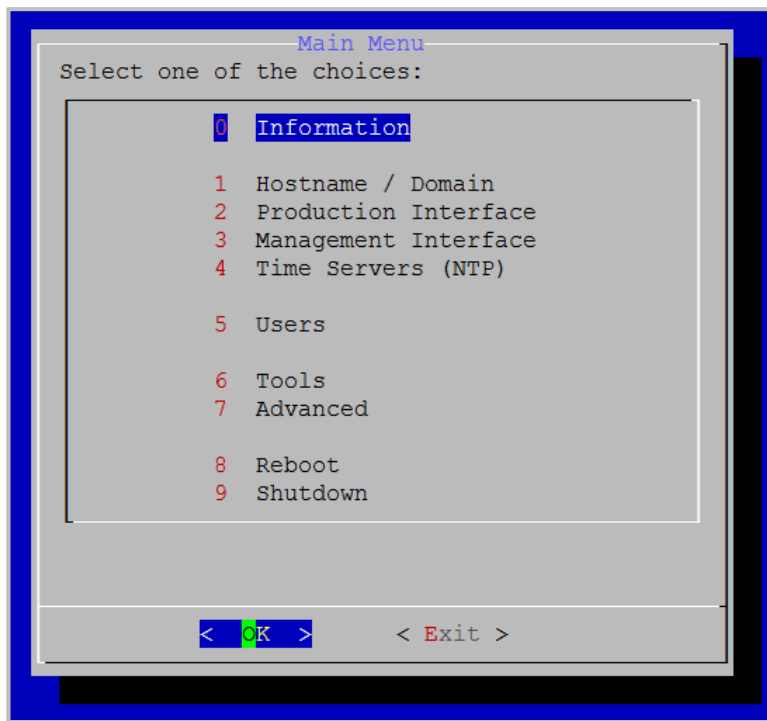 Main Menu
Select one of the choices:
0 Information
1 Hostname / Domain
2 Production Interface
3 Management Interface
4 Time Servers (NTP)
5 Users
6 Tools
7 Advanced
8 Reboot
9 Shutdown
< OK > < Exit >